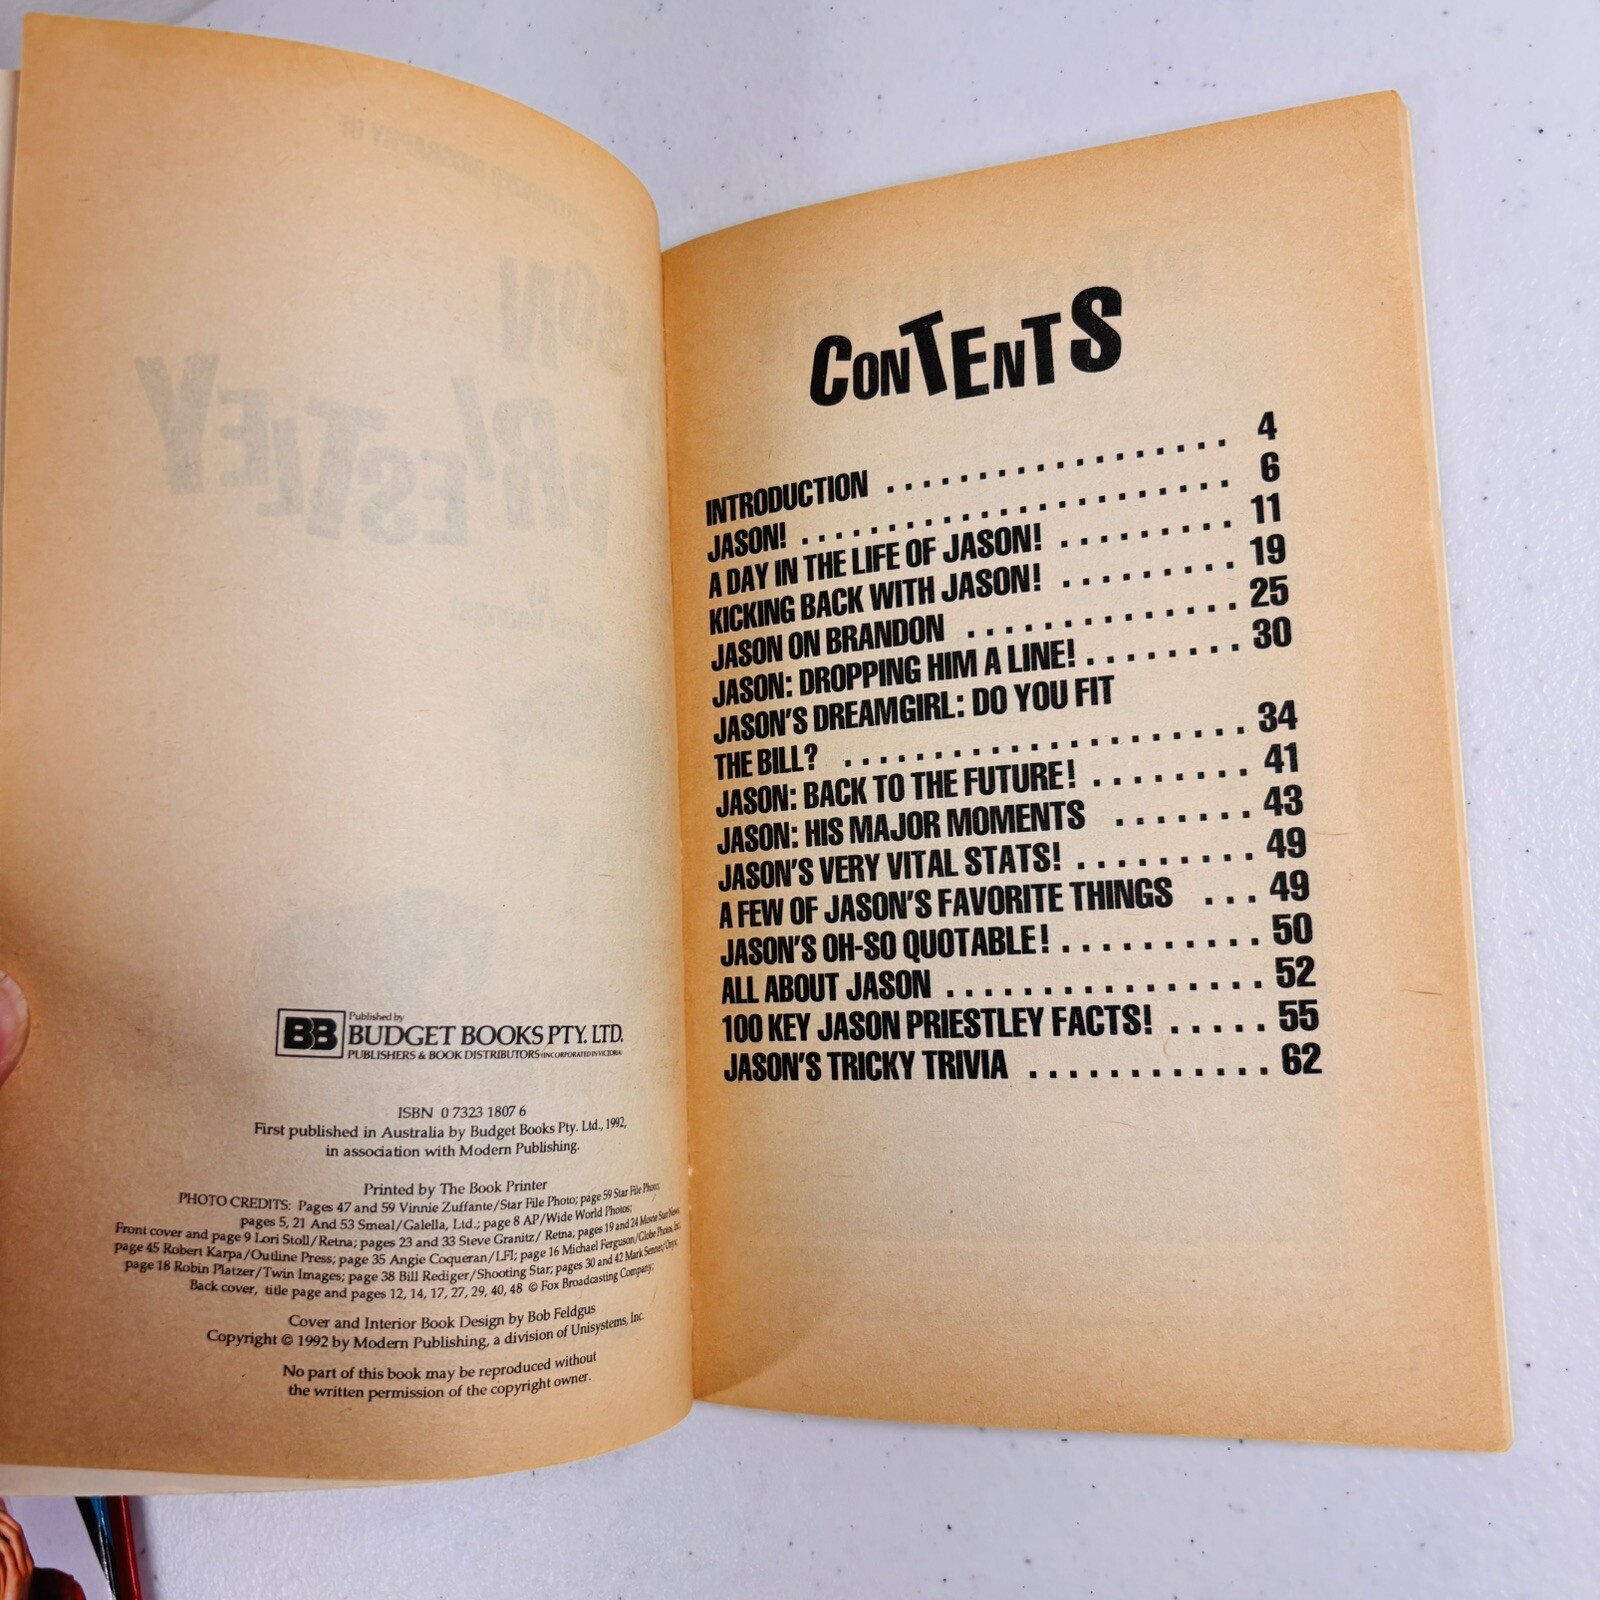 Published by
BB BUDGET BOOKS PTY. LTD.
PUBLISHERS & BOOK DISTRIBUTORS (INCORPORATED IN VICTORIA)
ISBN 0 7323 1807 6
First published in Australia by Budget Books Pty. Ltd., 1992,
in association with Modern Publishing.
Printed by The Book Printer
PHOTO CREDITS: Pages 47 and 59 Vinnie Zuffante/Star File Photo; page 59 Star File Photo;
pages 5, 21 And 53 Smeal/Galella, Ltd.; page 8 AP/Wide World Photos;
Front cover and page 9 Lori Stoll/Retna; pages 23 and 33 Steve Granitz/ Retna; pages 19 and 24 Movie Star News;
page 45 Robert Karpa/Outline Press; page 35 Angie Coqueran/LFI; page 16 Michael Ferguson/Globe Photos, Inc.
page 18 Robin Platzer/Twin Images; page 38 Bill Rediger/Shooting Star; pages 30 and 42 Mark
Back cover, title page and pages 12, 14, 17, 27, 29, 40, 48 © Fox Broadcasting Company;
Cover and Interior Book Design by Bob Feldgus
Copyright © 1992 by Modern Publishing, a division of Unisystems, Inc.
No part of this book may be reproduced without
the written permission of the copyright owner.
CONTENTS
INTRODUCTION . . . . . . . . . . . . . . . . . . 4
JASON! . . . . . . . . . . . . . . . . . . . . . . . 6
A DAY IN THE LIFE OF JASON! . . . . . . . . . 11
KICKING BACK WITH JASON! . . . . . . . . . 19
JASON ON BRANDON . . . . . . . . . . . . . . 25
JASON: DROPPING HIM A LINE! . . . . . . . . 30
JASON'S DREAMGIRL: DO YOU FIT
THE BILL? . . . . . . . . . . . . . . . . . . . . . 34
JASON: BACK TO THE FUTURE! . . . . . . . . 41
JASON: HIS MAJOR MOMENTS . . . . . . . 43
JASON'S VERY VITAL STATS! . . . . . . . . . 49
A FEW OF JASON'S FAVORITE THINGS . . . 49
JASON'S OH-SO QUOTABLE! . . . . . . . . . . 50
ALL ABOUT JASON . . . . . . . . . . . . . . . . 52
100 KEY JASON PRIESTLEY FACTS! . . . . . 55
JASON'S TRICKY TRIVIA . . . . . . . . . . . . 62